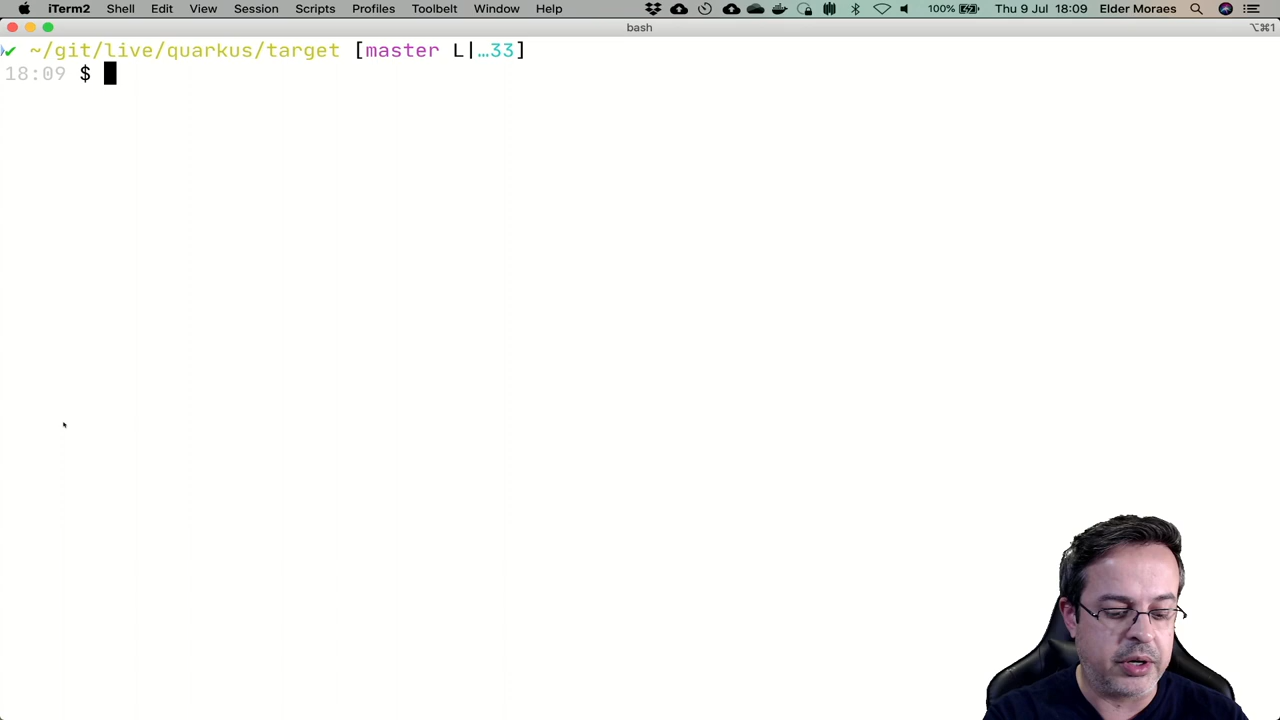 iTerm2 Shell Edit View Session Scripts Profiles Toolbelt Window Help 100% Thu 9 Jul 18:09 Elder Moraes
bash ⌥⌘1
✔ ~/git/live/quarkus/target [master L|…33]
18:09 $